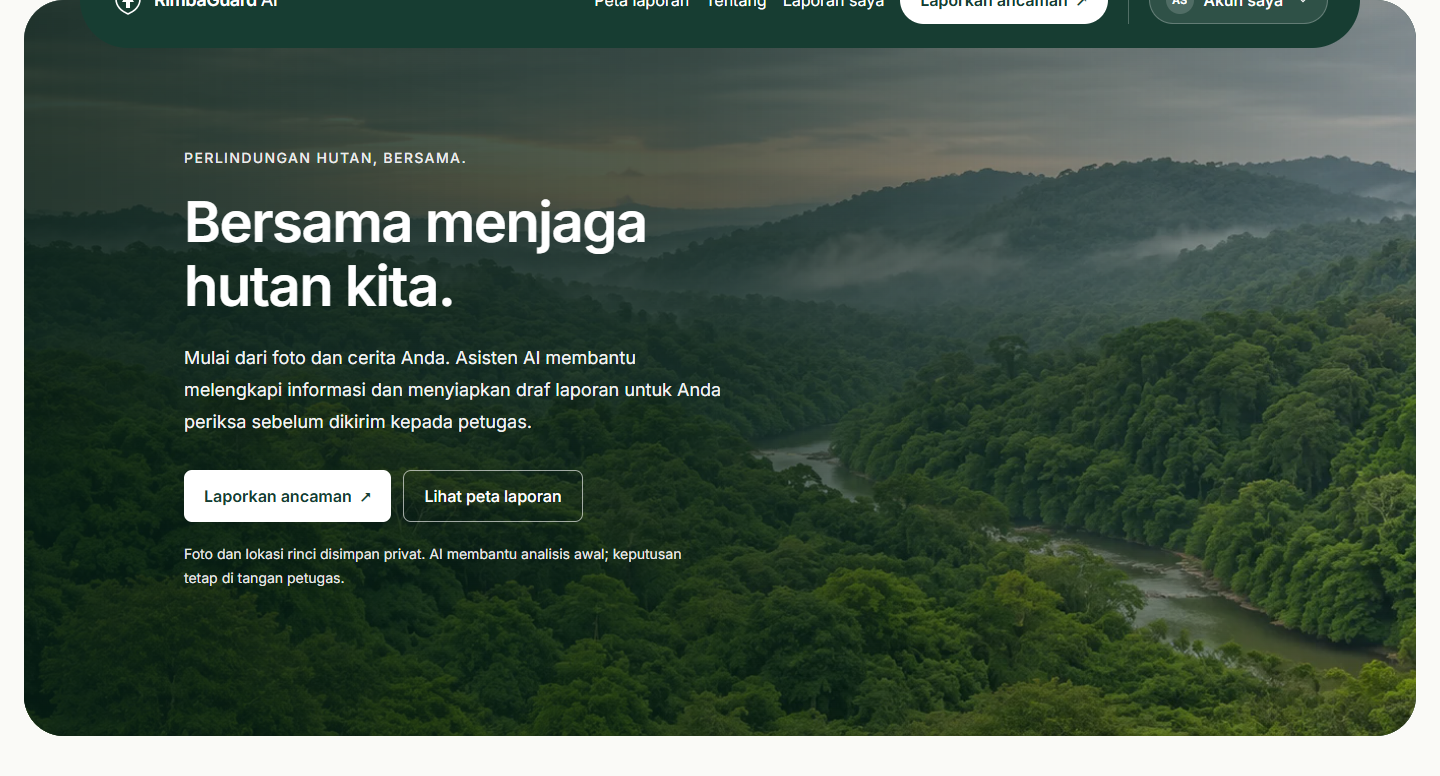 RimbaGuard AI
Peta laporan Tentang Laporan saya Laporkan ancaman ↗ AS Akun saya
PERLINDUNGAN HUTAN, BERSAMA.
Bersama menjaga
hutan kita.
Mulai dari foto dan cerita Anda. Asisten AI membantu
melengkapi informasi dan menyiapkan draf laporan untuk Anda
periksa sebelum dikirim kepada petugas.
Laporkan ancaman ↗ Lihat peta laporan
Foto dan lokasi rinci disimpan privat. AI membantu analisis awal; keputusan
tetap di tangan petugas.